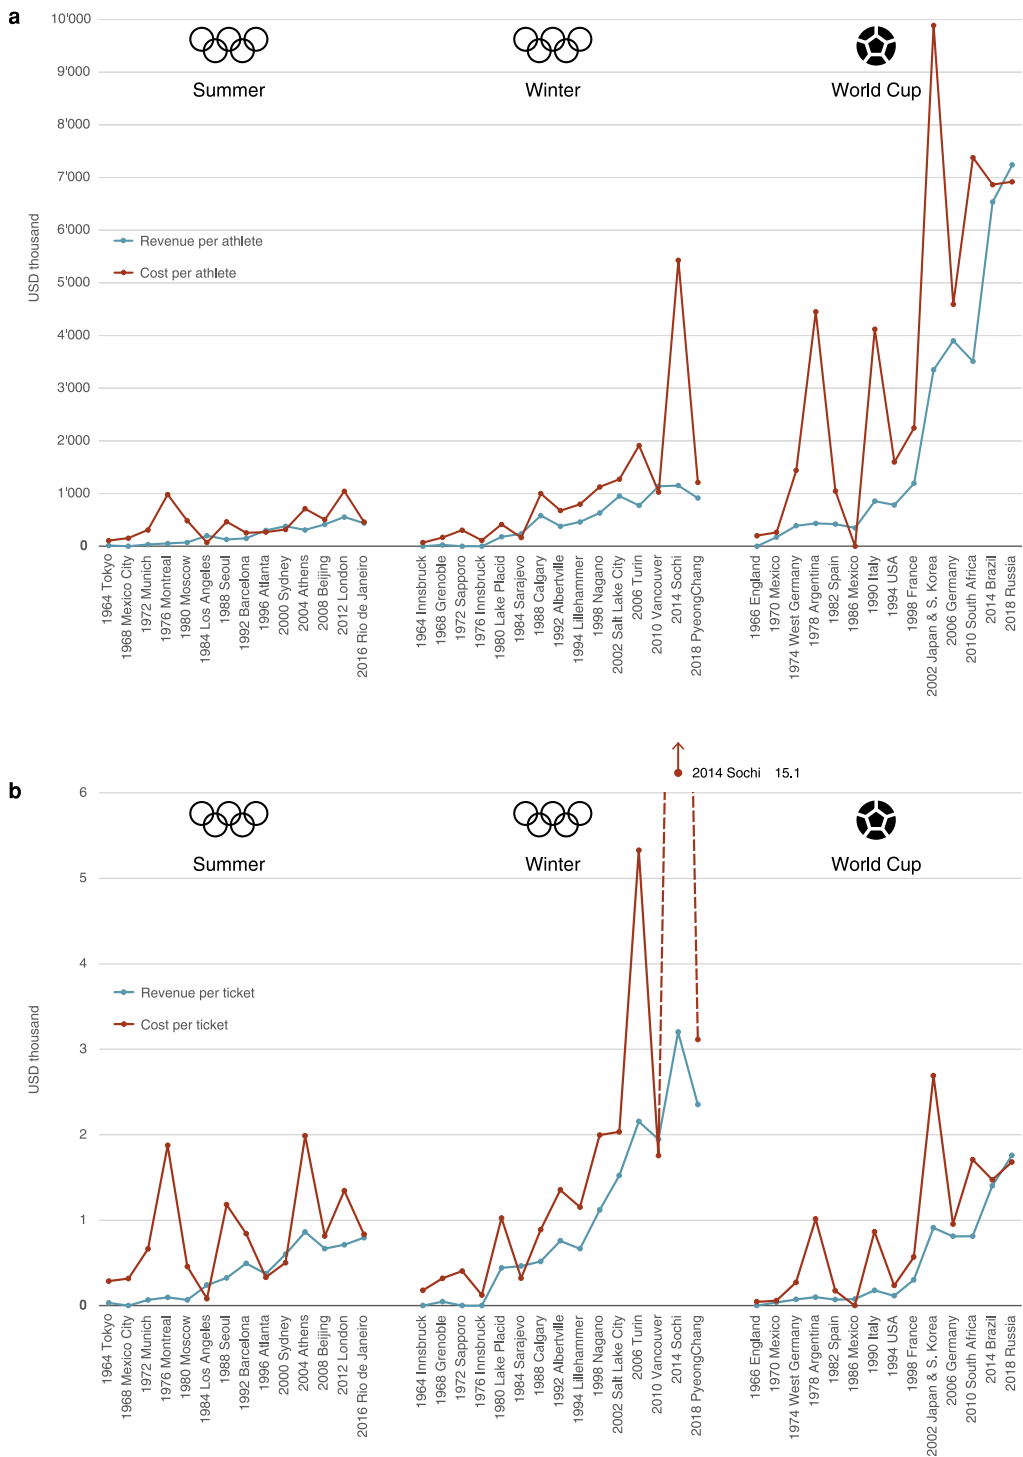 a
10'000
9'000
8'000
7'000
6'000
5'000
4'000
3'000
2'000
1'000
0
USD thousand
Summer
Winter
World Cup
Revenue per athlete
Cost per athlete
1964 Tokyo
1968 Mexico City
1972 Munich
1976 Montreal
1980 Moscow
1984 Los Angeles
1988 Seoul
1992 Barcelona
1996 Atlanta
2000 Sydney
2004 Athens
2008 Beijing
2012 London
2016 Rio de Janeiro
1964 Innsbruck
1968 Grenoble
1972 Sapporo
1976 Innsbruck
1980 Lake Placid
1984 Sarajevo
1988 Calgary
1992 Albertville
1994 Lillehammer
1998 Nagano
2002 Salt Lake City
2006 Turin
2010 Vancouver
2014 Sochi
2018 PyeongChang
1966 England
1970 Mexico
1974 West Germany
1978 Argentina
1982 Spain
1986 Mexico
1990 Italy
1994 USA
1998 France
2002 Japan & S. Korea
2006 Germany
2010 South Africa
2014 Brazil
2018 Russia
b
2014 Sochi 15.1
6
5
4
3
2
1
0
USD thousand
Summer
Winter
World Cup
Revenue per ticket
Cost per ticket
1964 Tokyo
1968 Mexico City
1972 Munich
1976 Montreal
1980 Moscow
1984 Los Angeles
1988 Seoul
1992 Barcelona
1996 Atlanta
2000 Sydney
2004 Athens
2008 Beijing
2012 London
2016 Rio de Janeiro
1964 Innsbruck
1968 Grenoble
1972 Sapporo
1976 Innsbruck
1980 Lake Placid
1984 Sarajevo
1988 Calgary
1992 Albertville
1994 Lillehammer
1998 Nagano
2002 Salt Lake City
2006 Turin
2010 Vancouver
2014 Sochi
2018 PyeongChang
1966 England
1970 Mexico
1974 West Germany
1978 Argentina
1982 Spain
1986 Mexico
1990 Italy
1994 USA
1998 France
2002 Japan & S. Korea
2006 Germany
2010 South Africa
2014 Brazil
2018 Russia